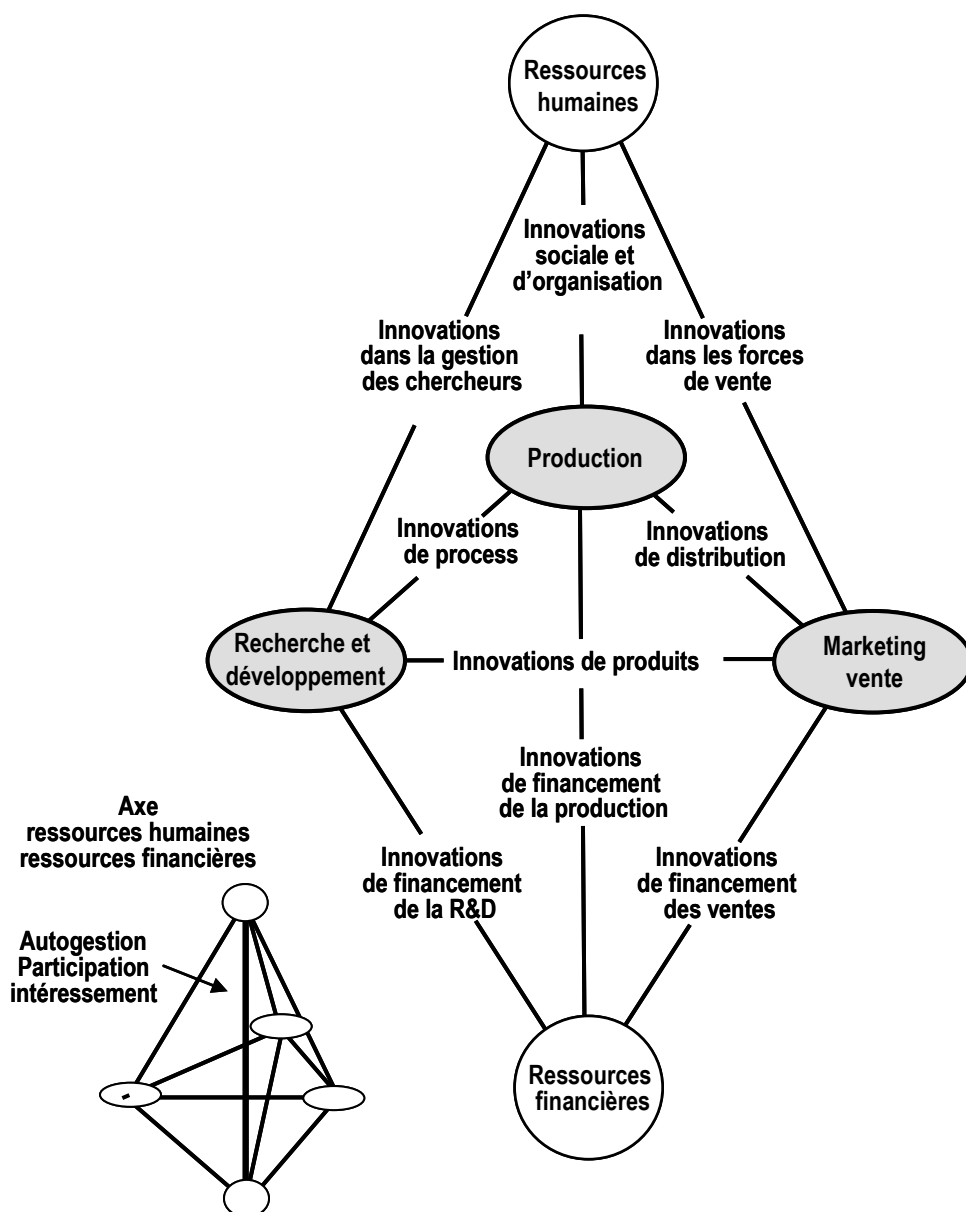 Ressources
humaines
Innovations
sociale et
d'organisation
Innovations
dans la gestion
des chercheurs
Innovations
dans les forces
de vente
Production
Innovations
de process
Innovations
de distribution
Recherche et
développement
Innovations de produits
Marketing
vente
Innovations
de financement
de la production
Axe
ressources humaines
ressources financières
Innovations
de financement
de la R&D
Innovations
de financement
des ventes
Autogestion
Participation
intéressement
Ressources
financières